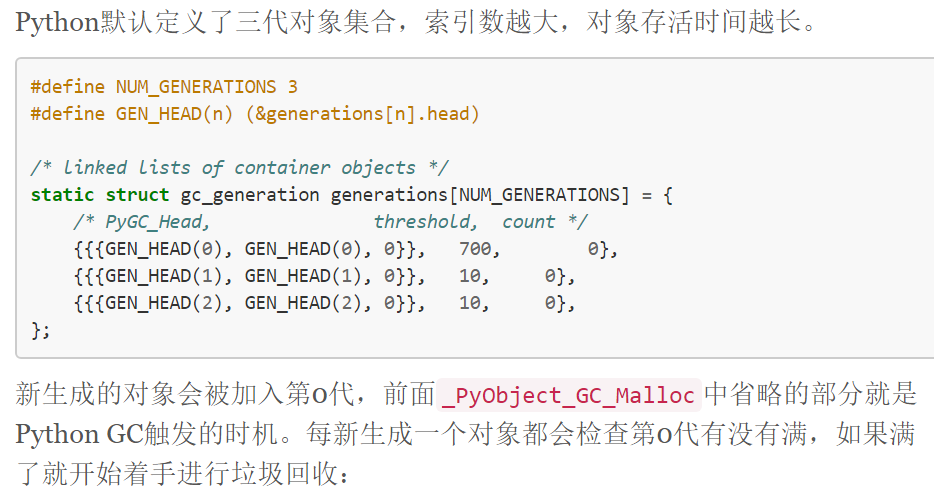 Python默认定义了三代对象集合，索引数越大，对象存活时间越长。
#define NUM_GENERATIONS 3
#define GEN_HEAD(n) (&generations[n].head)
/* linked lists of container objects */
static struct gc_generation generations[NUM_GENERATIONS] = {
/* PyGC_Head, threshold, count */
{{{GEN_HEAD(0), GEN_HEAD(0), 0}}, 700, 0},
{{{GEN_HEAD(1), GEN_HEAD(1), 0}}, 10, 0},
{{{GEN_HEAD(2), GEN_HEAD(2), 0}}, 10, 0},
};
新生成的对象会被加入第0代，前面_PyObject_GC_Malloc中省略的部分就是
Python GC触发的时机。每新生成一个对象都会检查第0代有没有满，如果满
了就开始着手进行垃圾回收：